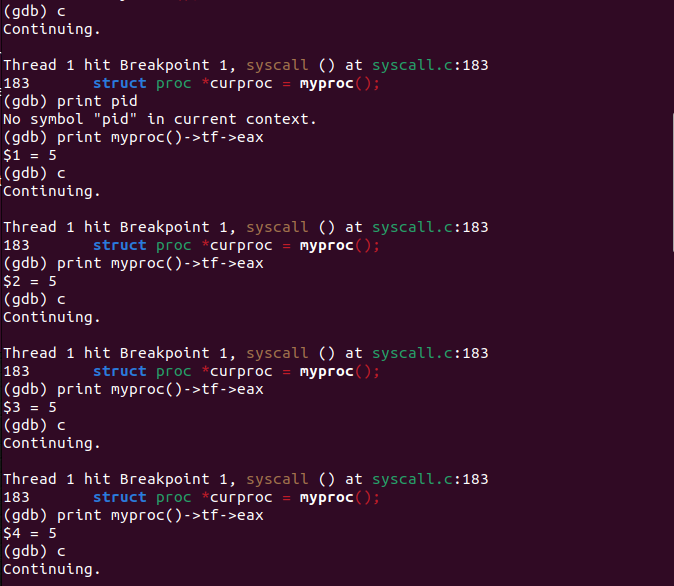 (gdb) c
Continuing.
Thread 1 hit Breakpoint 1, syscall () at syscall.c:183
183 struct proc *curproc = myproc();
(gdb) print pid
No symbol "pid" in current context.
(gdb) print myproc()->tf->eax
$1 = 5
(gdb) c
Continuing.
Thread 1 hit Breakpoint 1, syscall () at syscall.c:183
183 struct proc *curproc = myproc();
(gdb) print myproc()->tf->eax
$2 = 5
(gdb) c
Continuing.
Thread 1 hit Breakpoint 1, syscall () at syscall.c:183
183 struct proc *curproc = myproc();
(gdb) print myproc()->tf->eax
$3 = 5
(gdb) c
Continuing.
Thread 1 hit Breakpoint 1, syscall () at syscall.c:183
183 struct proc *curproc = myproc();
(gdb) print myproc()->tf->eax
$4 = 5
(gdb) c
Continuing.